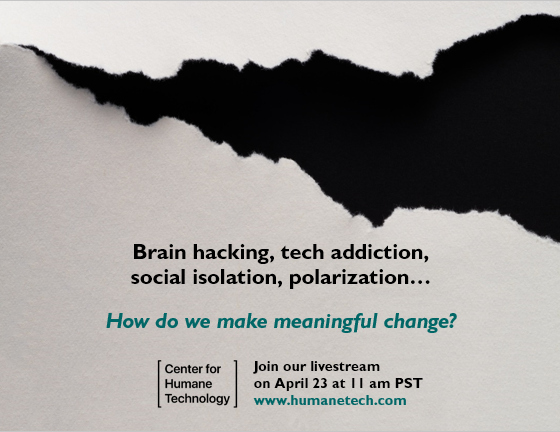 Brain hacking, tech addiction,
social isolation, polarization...
How do we make meaningful change?
Center for
Humane
Technology
Join our livestream
on April 23 at 11 am PST
www.humanetech.com